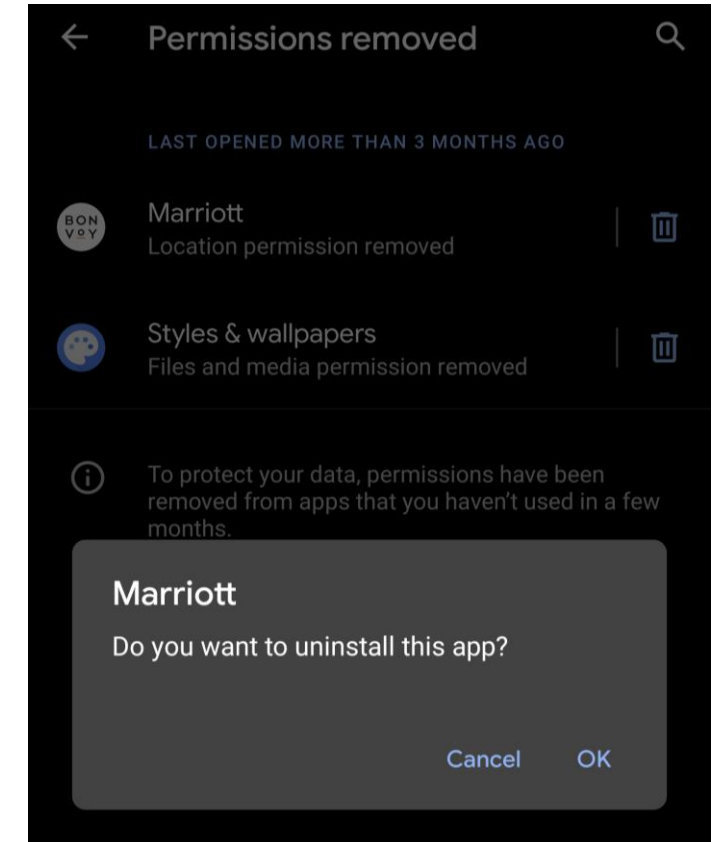 Permissions removed
LAST OPENED MORE THAN 3 MONTHS AGO
BON
VOY
Marriott
Location permission removed
Styles & wallpapers
Files and media permission removed
To protect your data, permissions have been
removed from apps that you haven't used in a few
months.
Marriott
Do you want to uninstall this app?
Cancel OK